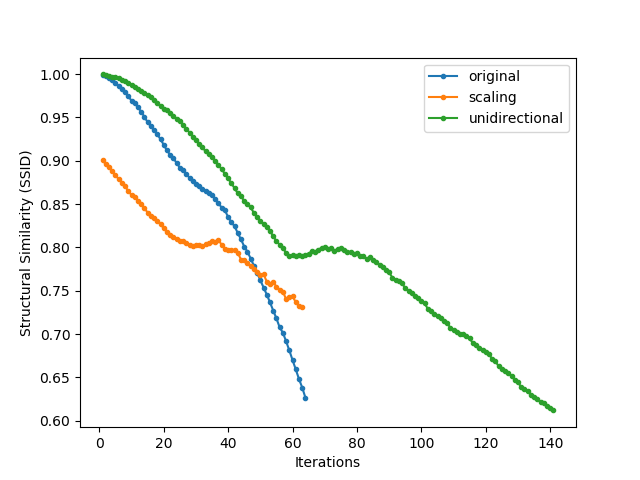 original
scaling
unidirectional
Structural Similarity (SSID)
1.00
0.95
0.90
0.85
0.80
0.75
0.70
0.65
0.60
0 20 40 60 80 100 120 140
Iterations